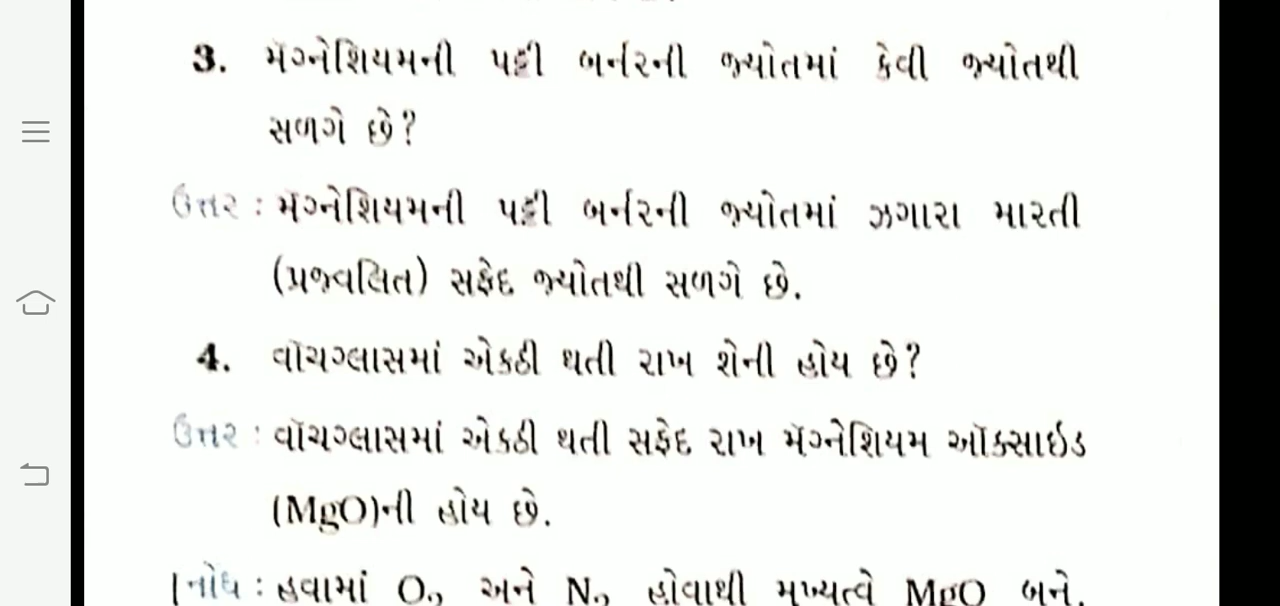 3. મૅગ્નેશિયમની પટ્ટી બર્નરની જ્યોતમાં કેવી જ્યોતથી
સળગે છે?
ઉત્તર : મૅગ્નેશિયમની પટ્ટી બર્નરની જ્યોતમાં ઝગારા મારતી
(પ્રજ્વલિત) સફેદ જ્યોતથી સળગે છે.
4. વૉચગ્લાસમાં એકઠી થતી રાખ શેની હોય છે?
ઉત્તર : વૉચગ્લાસમાં એકઠી થતી સફેદ રાખ મૅગ્નેશિયમ ઑક્સાઇડ
(MgO)ની હોય છે.
[નોંધ : હવામાં O₂ અને N₂ હોવાથી મુખ્યત્વે MgO બને.